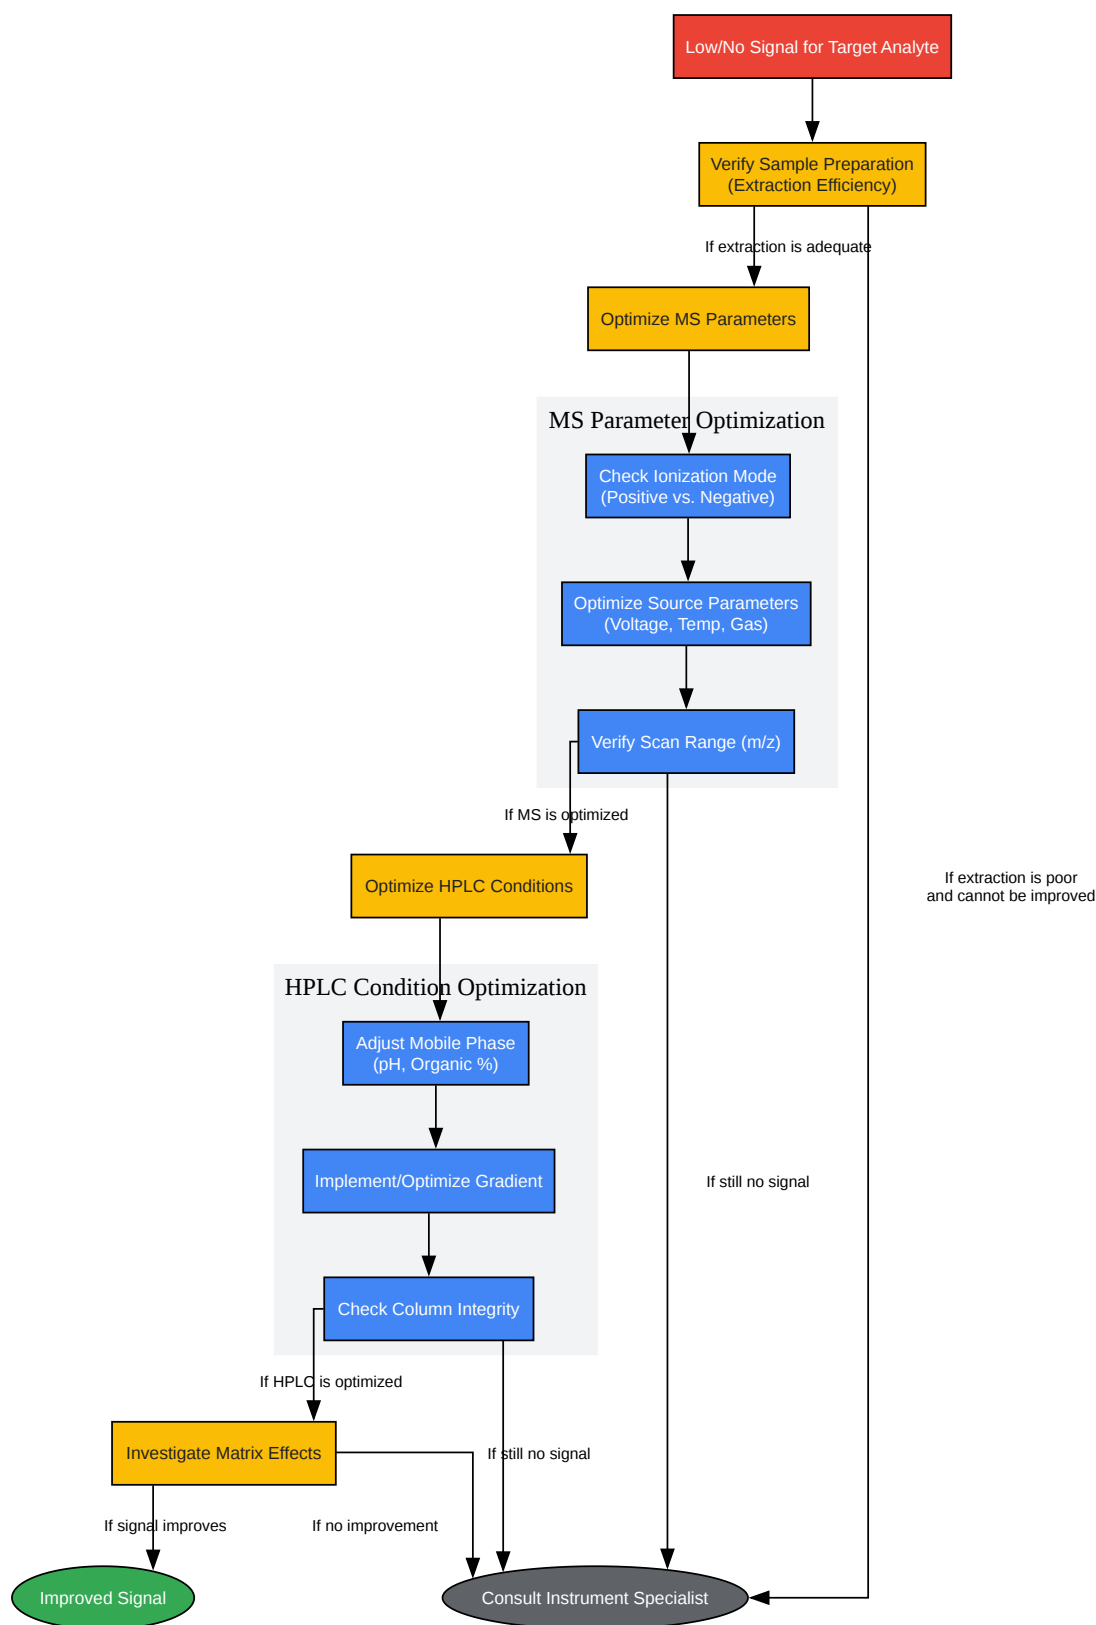 Low/No Signal for Target Analyte
Verify Sample Preparation
(Extraction Efficiency)
If extraction is adequate
Optimize MS Parameters
MS Parameter Optimization
Check Ionization Mode
(Positive vs. Negative)
Optimize Source Parameters
(Voltage, Temp, Gas)
Verify Scan Range (m/z)
If MS is optimized
Optimize HPLC Conditions
If extraction is poor
and cannot be improved
HPLC Condition Optimization
Adjust Mobile Phase
(pH, Organic %)
Implement/Optimize Gradient
If still no signal
Check Column Integrity
If HPLC is optimized
Investigate Matrix Effects
If still no signal
If signal improves
If no improvement
Improved Signal
Consult Instrument Specialist